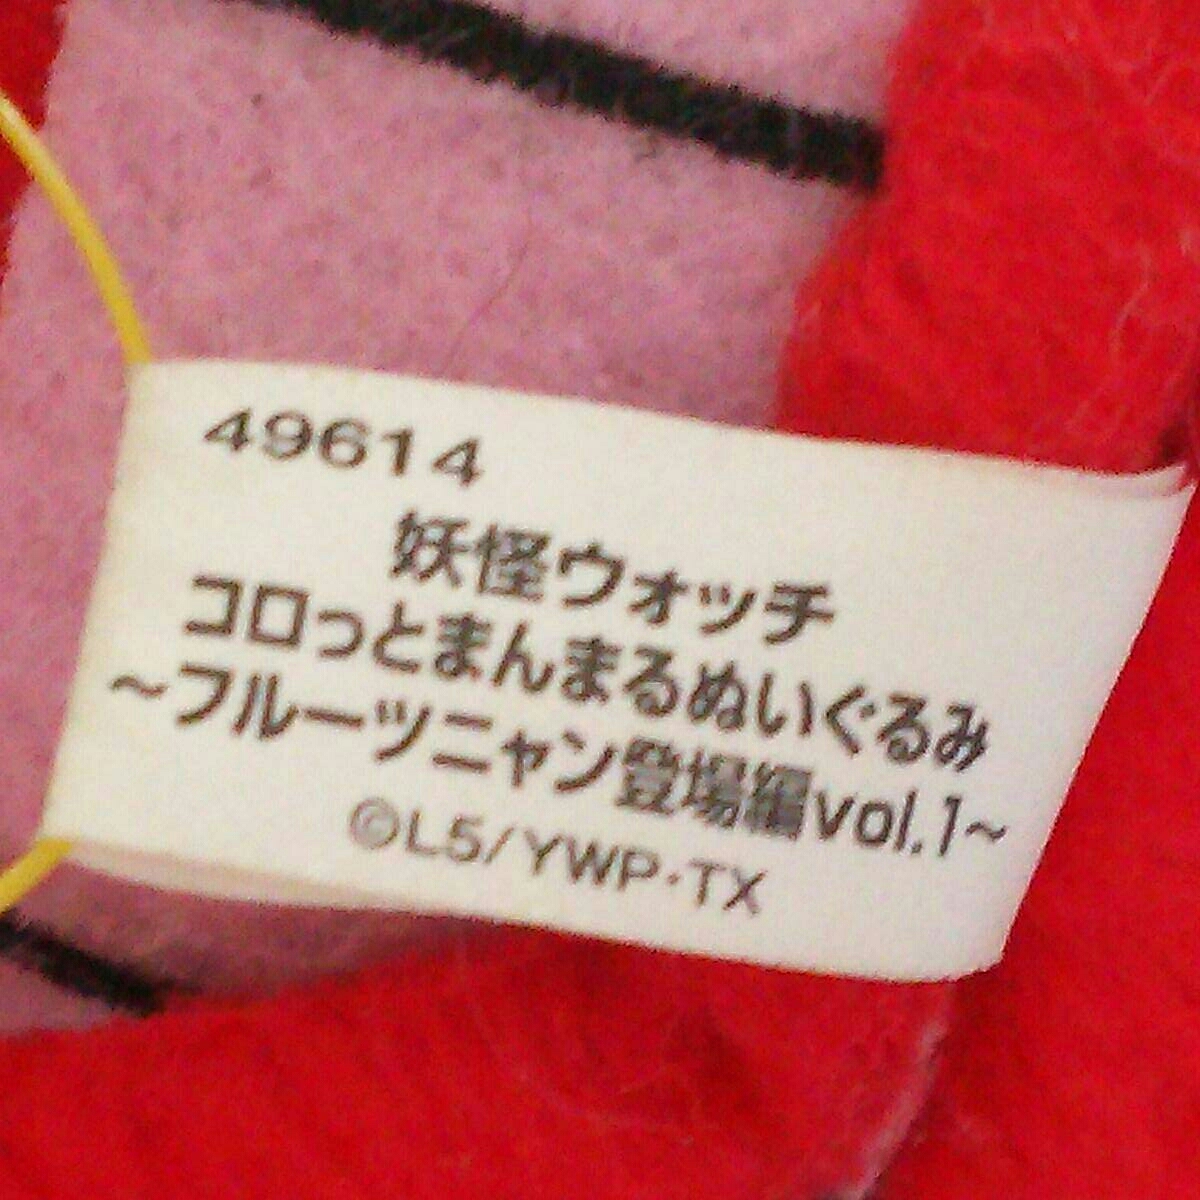 49614
妖怪ウォッチ
コロっとまんまるぬいぐるみ
~フルーツニャン登場編vol.1~
©L5/YWP・TX